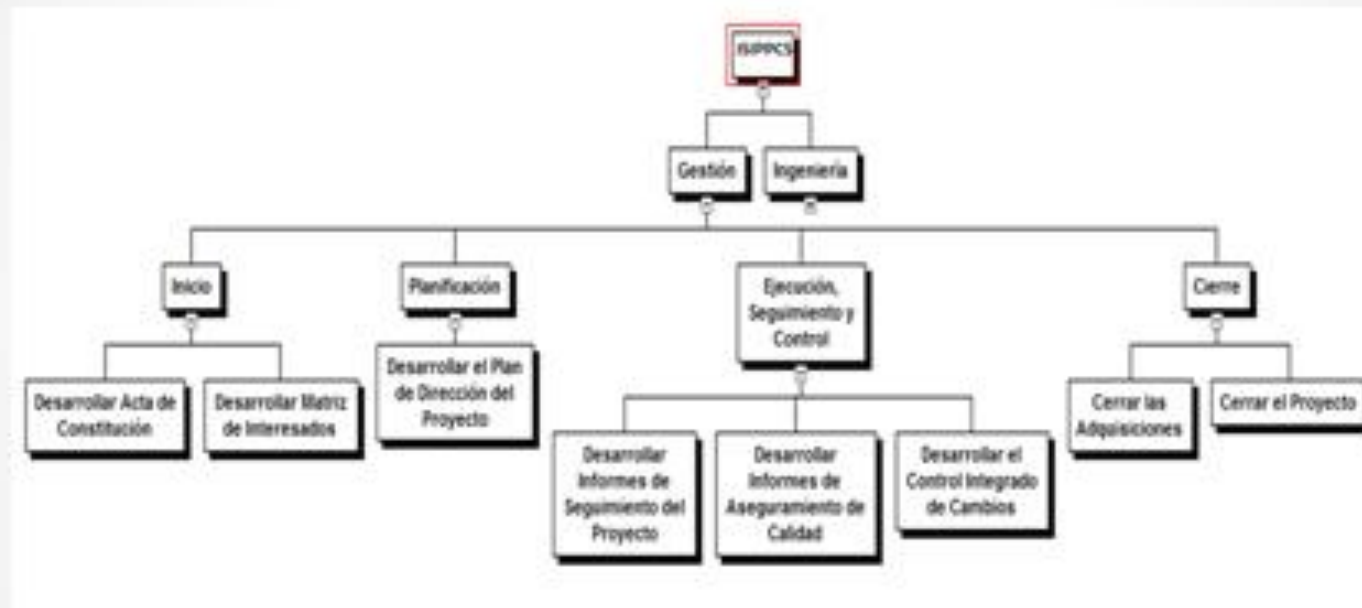 ISIPPCS
Gestión
Ingeniería
Inicio
Planificación
Ejecución,
Seguimiento y
Control
Cierre
Desarrollar Acta de
Constitución
Desarrollar Matriz
de Interesados
Desarrollar el Plan
de Dirección del
Proyecto
Desarrollar
Informes de
Seguimiento del
Proyecto
Desarrollar
Informes de
Aseguramiento de
Calidad
Desarrollar el
Control Integrado
de Cambios
Cerrar las
Adquisiciones
Cerrar el Proyecto